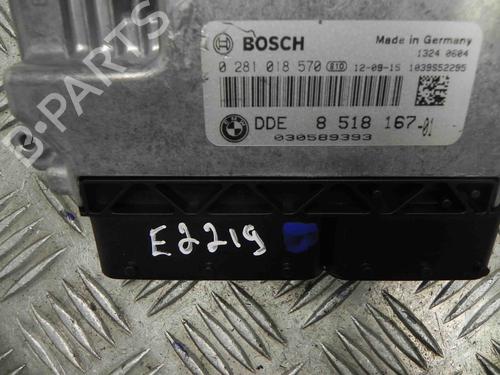 BOSCH
Made in Germany
1324 0604
0 281 018 570 12-09-15 1039S52295
DDE 8 518 167-01
030589393
E2219
B-PARTS